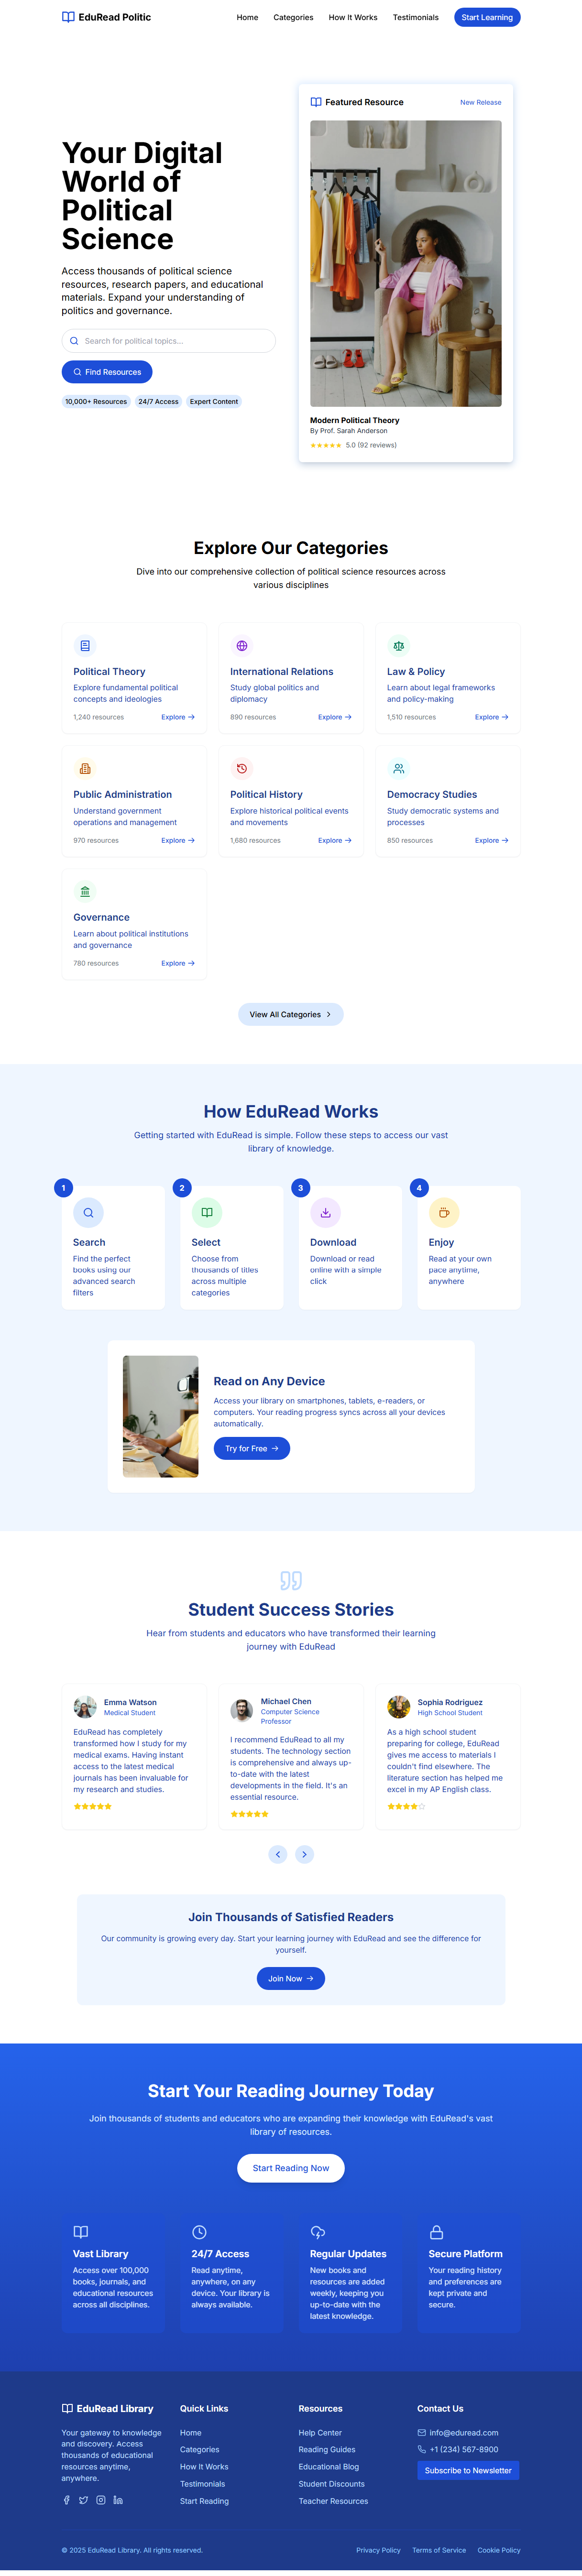 EduRead Politic
Home
Categories
How It Works
Testimonials
Start Learning
Your Digital
World of
Political
Science
Access thousands of political science
resources, research papers, and educational
materials. Expand your understanding of
politics and governance.
Search for political topics...
Find Resources
10,000+ Resources
24/7 Access
Expert Content
Featured Resource
New Release
Modern Political Theory
By Prof. Sarah Anderson
5.0 (92 reviews)
Explore Our Categories
Dive into our comprehensive collection of political science resources across
various disciplines
Political Theory
Explore fundamental political
concepts and ideologies
1,240 resources
Explore
International Relations
Study global politics and
diplomacy
890 resources
Explore
Law & Policy
Learn about legal frameworks
and policy-making
1,510 resources
Explore
Public Administration
Understand government
operations and management
970 resources
Explore
Political History
Explore historical political events
and movements
1,680 resources
Explore
Democracy Studies
Study democratic systems and
processes
850 resources
Explore
Governance
Learn about political institutions
and governance
780 resources
Explore
View All Categories
How EduRead Works
Getting started with EduRead is simple. Follow these steps to access our vast
library of knowledge.
1
Search
Find the perfect
books using our
advanced search
filters
2
Select
Choose from
thousands of titles
across multiple
categories
3
Download
Download or read
online with a simple
click
4
Enjoy
Read at your own
pace anytime,
anywhere
Read on Any Device
Access your library on smartphones, tablets, e-readers, or
computers. Your reading progress syncs across all your devices
automatically.
Try for Free
Student Success Stories
Hear from students and educators who have transformed their learning
journey with EduRead
Emma Watson
Medical Student
EduRead has completely
transformed how I study for my
medical exams. Having instant
access to the latest medical
journals has been invaluable for
my research and studies.
Michael Chen
Computer Science
Professor
I recommend EduRead to all my
students. The technology section
is comprehensive and always up-
to-date with the latest
developments in the field. It's an
essential resource.
Sophia Rodriguez
High School Student
As a high school student
preparing for college, EduRead
gives me access to materials I
couldn't find elsewhere. The
literature section has helped me
excel in my AP English class.
Join Thousands of Satisfied Readers
Our community is growing every day. Start your learning journey with EduRead and see the difference for
yourself.
Join Now
Start Your Reading Journey Today
Join thousands of students and educators who are expanding their knowledge with EduRead's vast
library of resources.
Start Reading Now
Vast Library
Access over 100,000
books, journals, and
educational resources
across all disciplines.
24/7 Access
Read anytime,
anywhere, on any
device. Your library is
always available.
Regular Updates
New books and
resources are added
weekly, keeping you
up-to-date with the
latest knowledge.
Secure Platform
Your reading history
and preferences are
kept private and
secure.
EduRead Library
Your gateway to knowledge
and discovery. Access
thousands of educational
resources anytime,
anywhere.
Quick Links
Home
Categories
How It Works
Testimonials
Start Reading
Resources
Help Center
Reading Guides
Educational Blog
Student Discounts
Teacher Resources
Contact Us
info@eduread.com
+1 (234) 567-8900
Subscribe to Newsletter
© 2025 EduRead Library. All rights reserved.
Privacy Policy
Terms of Service
Cookie Policy